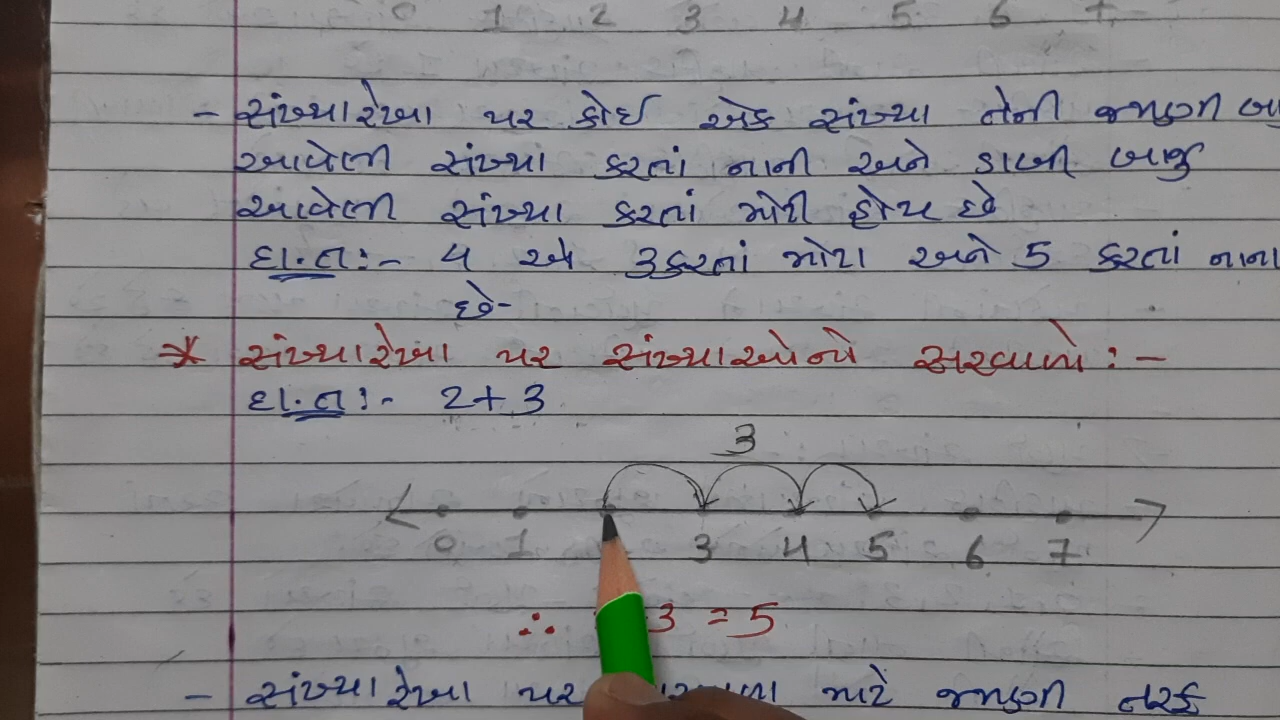 0 1 2 3 4 5 6 7
- સંખ્યારેખા પર કોઈ એક સંખ્યા તેની જમણી બાજુ
આવેલી સંખ્યા કરતાં નાની અને ડાબી બાજુ
આવેલી સંખ્યા કરતાં મોટી હોય છે
દા.ત:- 4 એ 3 કરતાં મોટા અને 5 કરતાં નાના
છે-
* સંખ્યારેખા પર સંખ્યાઓનો સરવાળો:-
દા.ત:- 2+3
3
0 1 3 4 5 6 7
∴ 3 = 5
- સંખ્યારેખા પર માટે જમણી તરફ